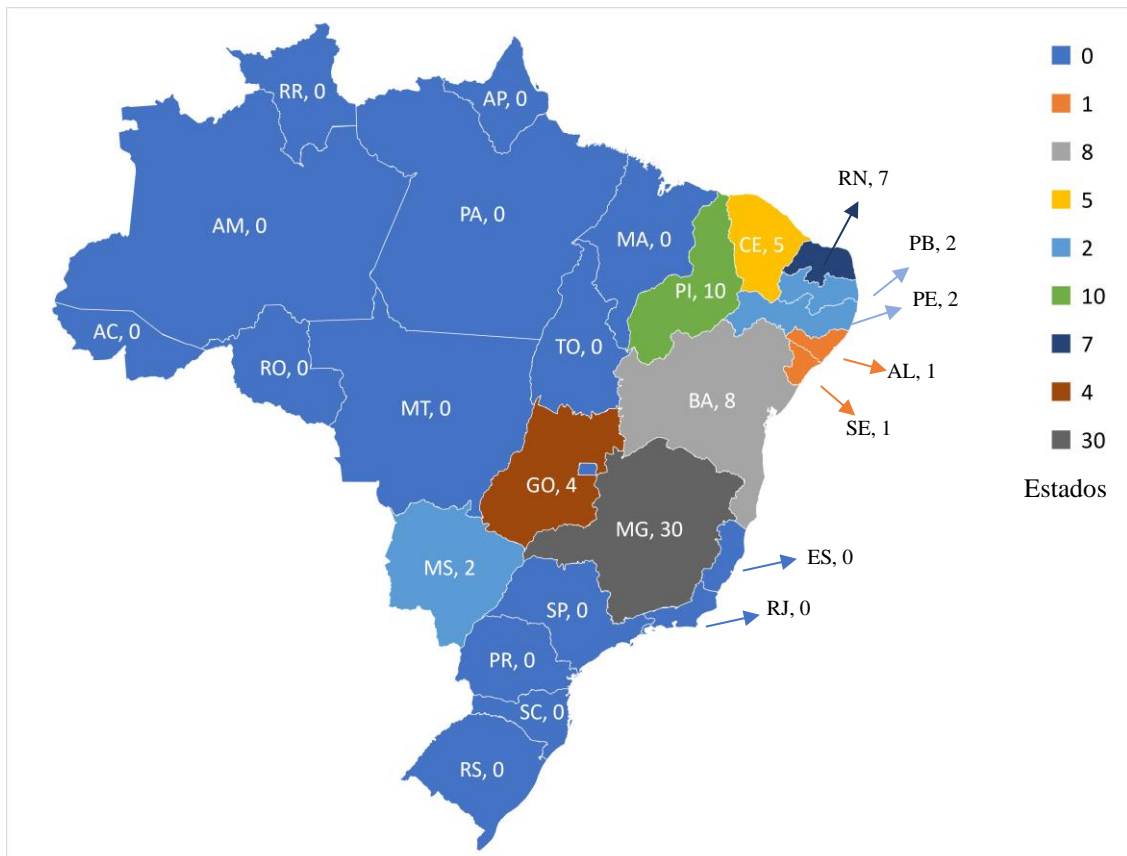 RR, 0
AP, 0
AM, 0
PA, 0
MA, 0
CE, 5
RN, 7
PB, 2
PE, 2
PI, 10
AC, 0
RO, 0
TO, 0
AL, 1
SE, 1
MT, 0
BA, 8
GO, 4
MG, 30
MS, 2
ES, 0
SP, 0
RJ, 0
PR, 0
SC, 0
RS, 0
0
1
8
5
2
10
7
4
30
Estados